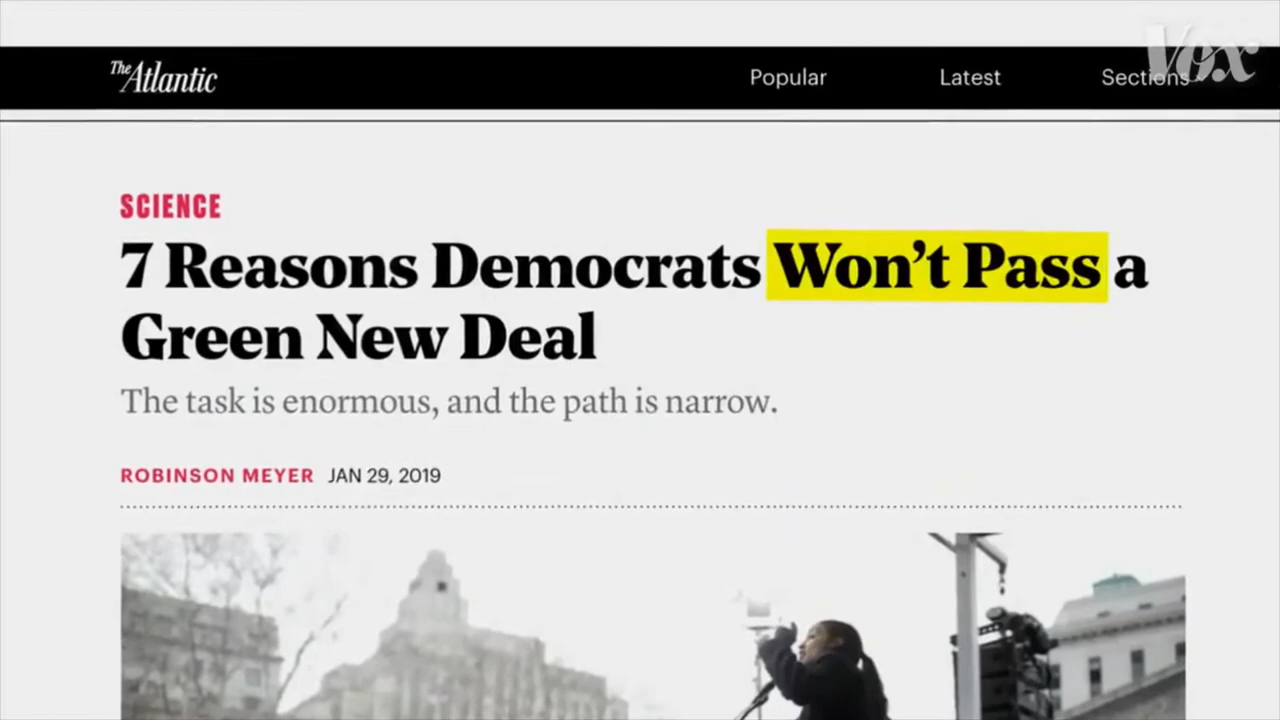 Vox
The Atlantic
Popular
Latest
Sections
SCIENCE
7 Reasons Democrats Won't Pass a
Green New Deal
The task is enormous, and the path is narrow.
ROBINSON MEYER JAN 29, 2019